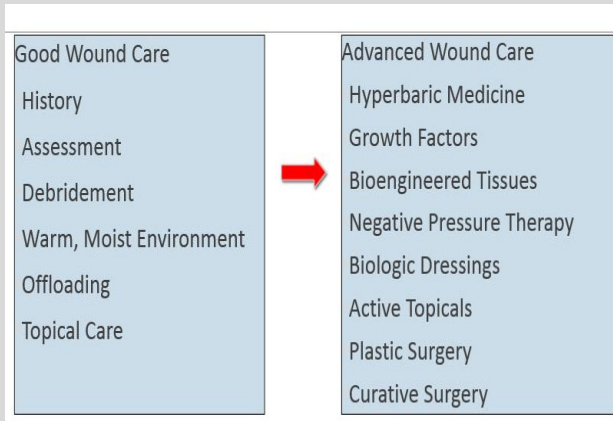 Good Wound Care
History
Assessment
Debridement
Warm, Moist Environment
Offloading
Topical Care
Advanced Wound Care
Hyperbaric Medicine
Growth Factors
Bioengineered Tissues
Negative Pressure Therapy
Biologic Dressings
Active Topicals
Plastic Surgery
Curative Surgery